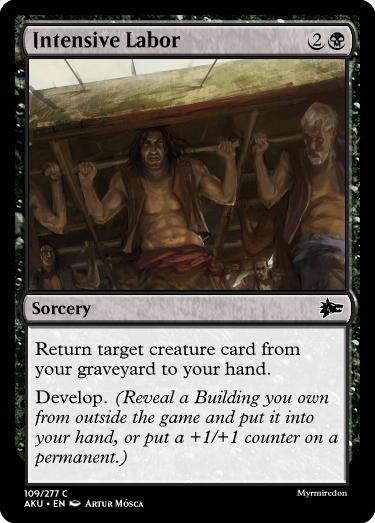 Intensive Labor 2
Sorcery
Return target creature card from
your graveyard to your hand.
Develop. (Reveal a Building you own
from outside the game and put it into
your hand, or put a +1/+1 counter on a
permanent.)
109/277 C
Myrmiredon
AKU • EN Artur Mósca